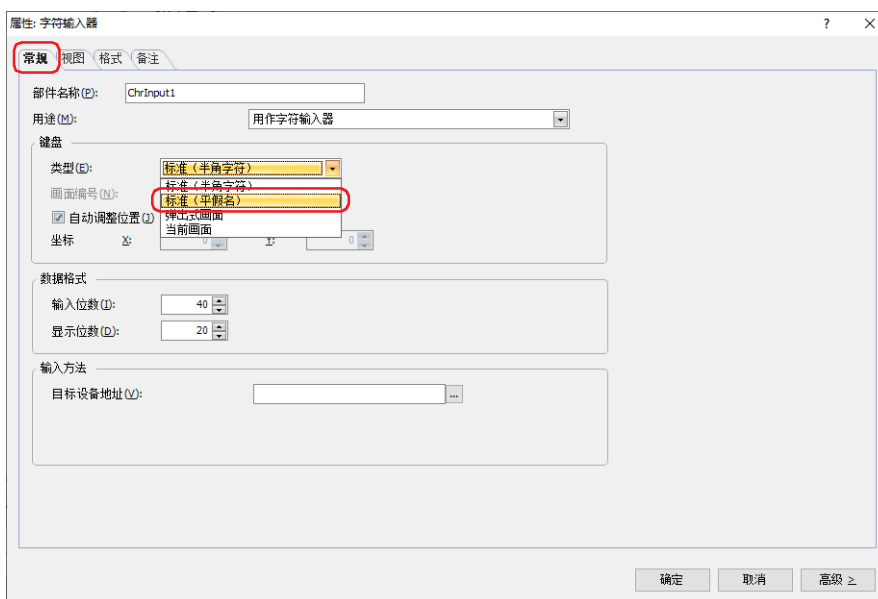 属性: 字符输入器 ?
常规 视图 格式 备注
部件名称(P): ChrInput1
用途(M): 用作字符输入器
键盘
类型(E): 标准（半角字符）
标准（半角字符）
画面编号(N): 标准（平假名）
自动调整位置(J) 弹出式画面
当前画面
坐标 X: 0 Y: 0
数据格式
输入位数(I): 40
显示位数(D): 20
输入方法
目标设备地址(V): ...
确定 取消 高级 ≥